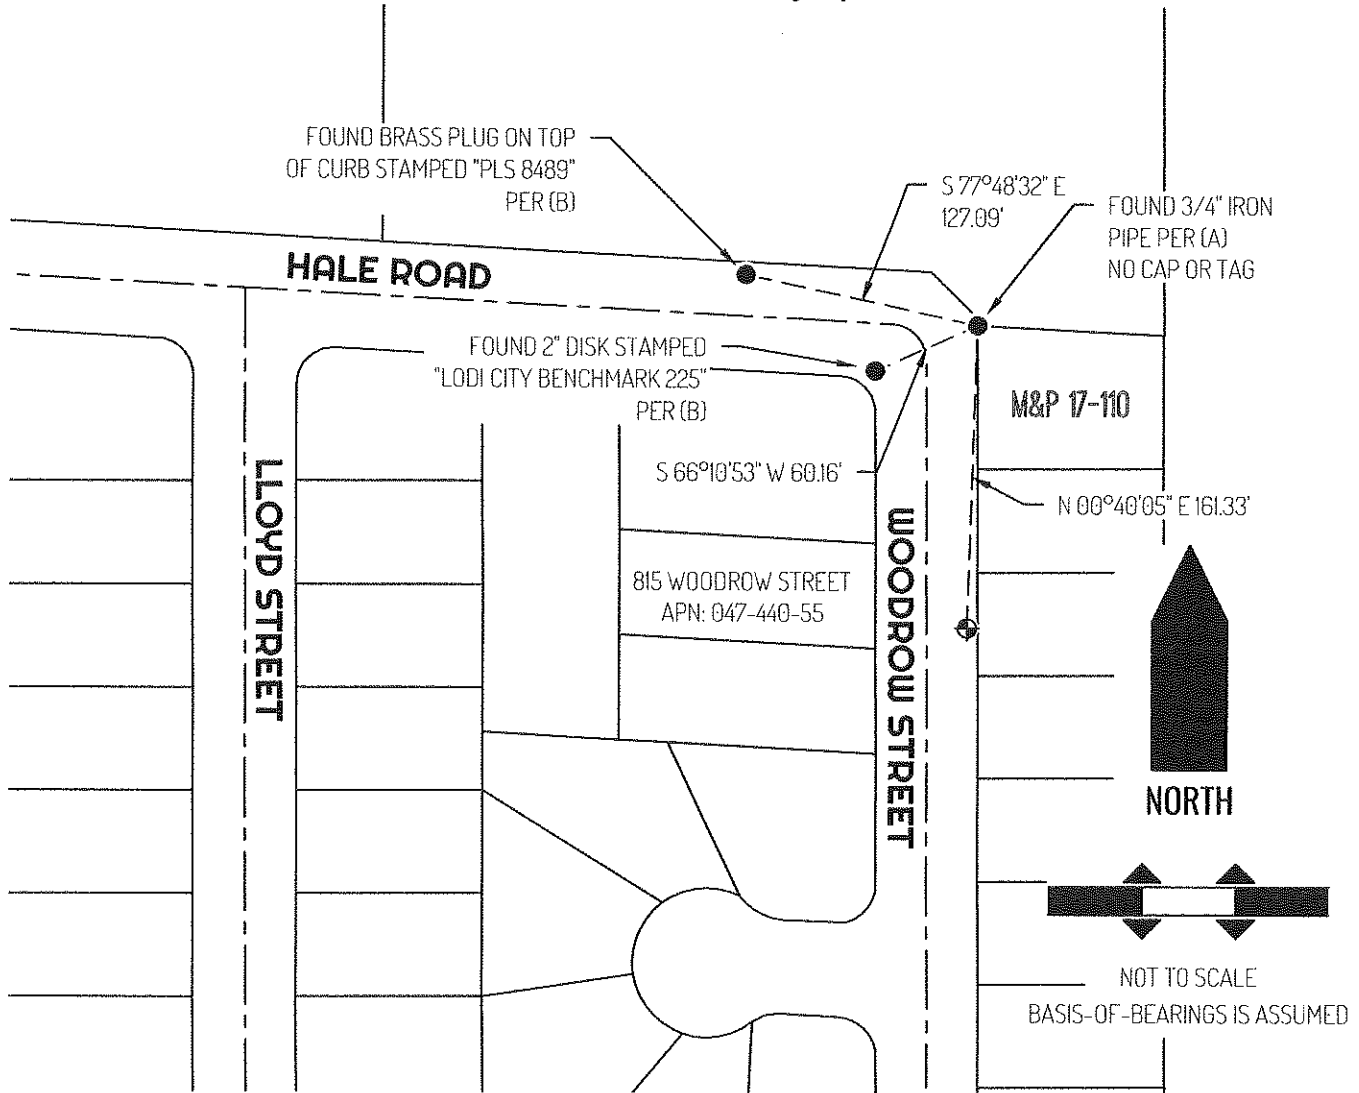 FOUND BRASS PLUG ON TOP
OF CURB STAMPED "PLS 8489"
PER (B)
S 77°48'32" E
127.09'
FOUND 3/4" IRON
PIPE PER (A)
NO CAP OR TAG
HALE ROAD
FOUND 2" DISK STAMPED
"LODI CITY BENCHMARK 225"
PER (B)
M&P 17-110
S 66°10'53" W 60.16'
N 00°40'05" E 161.33'
LLOYD STREET
WOODROW STREET
815 WOODROW STREET
APN: 047-440-55
NORTH
NOT TO SCALE
BASIS-OF-BEARINGS IS ASSUMED